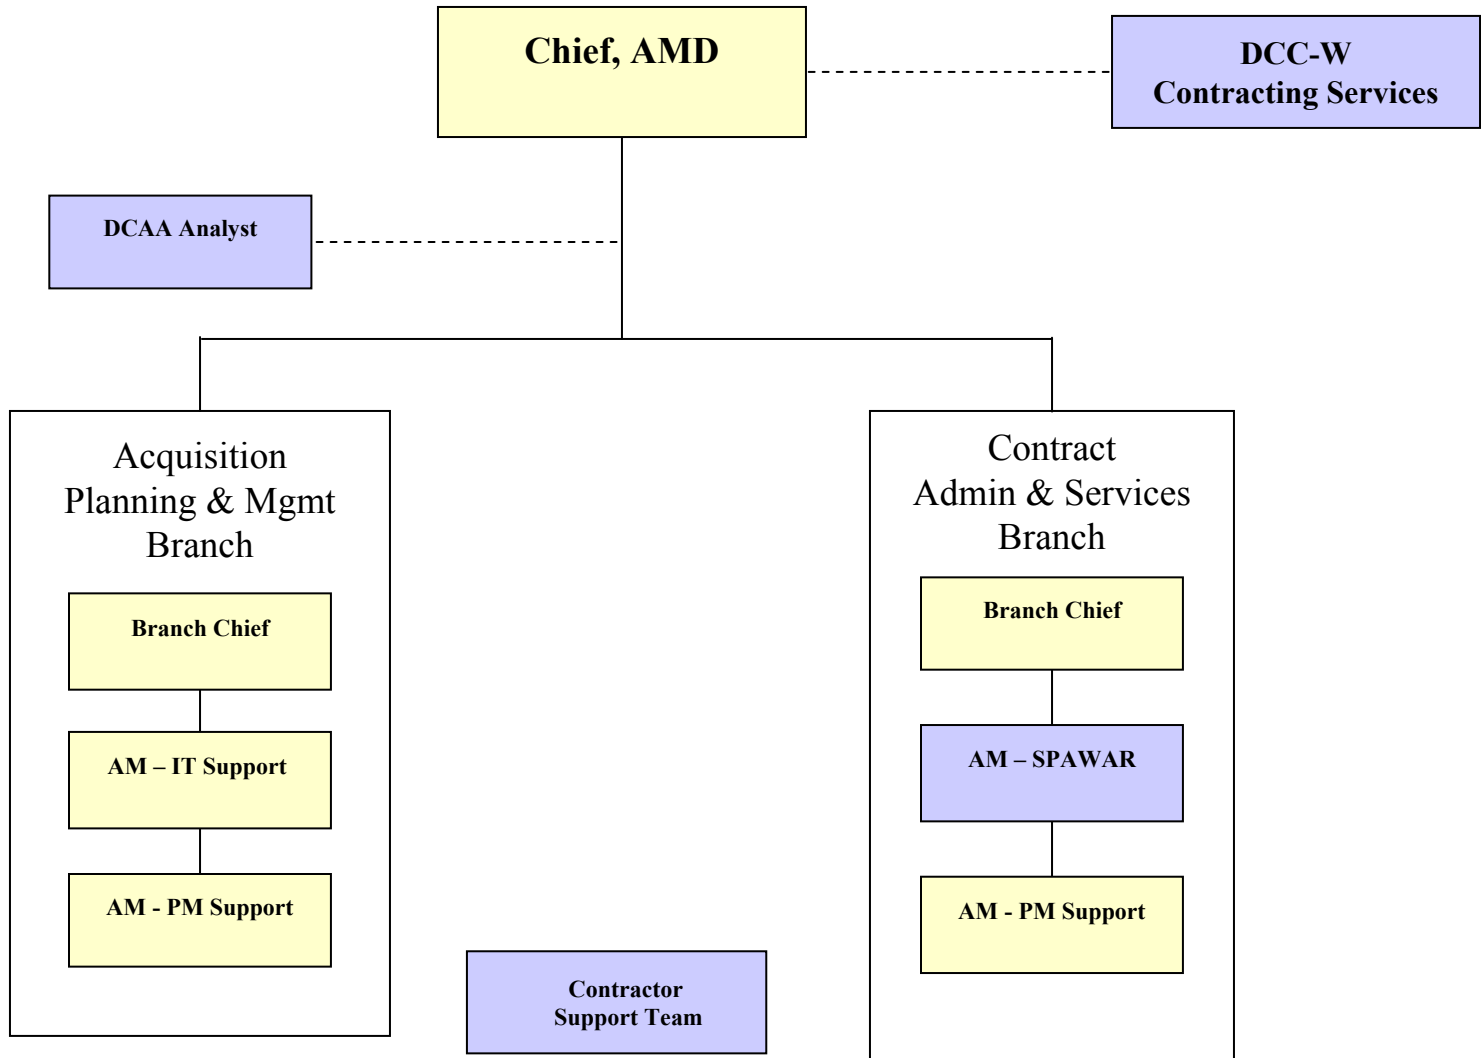 Chief, AMD
DCC-W
Contracting Services
DCAA Analyst
Acquisition
Planning & Mgmt
Branch
Branch Chief
AM – IT Support
AM - PM Support
Contract
Admin & Services
Branch
Branch Chief
AM – SPAWAR
AM - PM Support
Contractor
Support Team